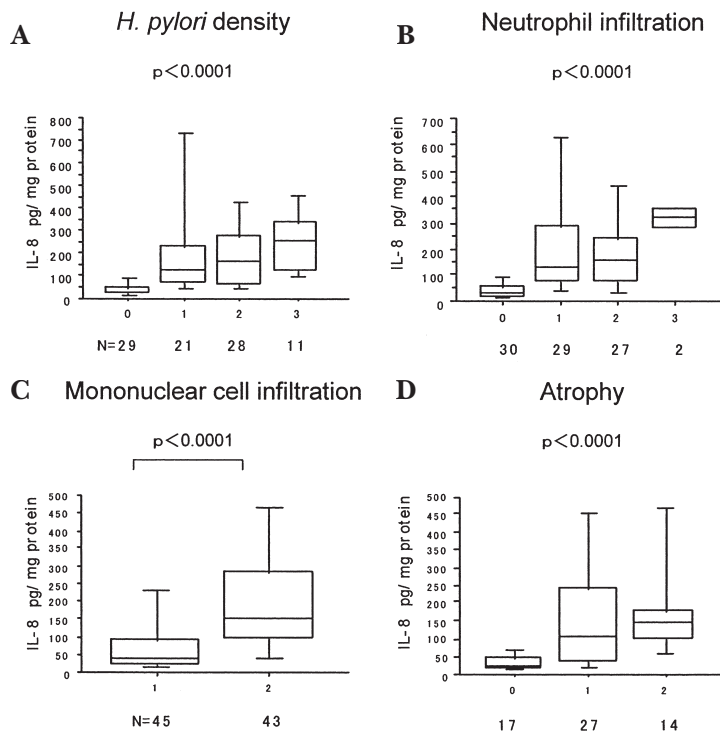 A
H. pylori density
p<0.0001
IL-8 pg/mg protein
800
700
600
500
400
300
200
100
0
0 1 2 3
N=29 21 28 11
B
Neutrophil infiltration
p<0.0001
IL-8 pg/mg protein
700
600
500
400
300
200
100
0
0 1 2 3
30 29 27 2
C
Mononuclear cell infiltration
p<0.0001
IL-8 pg/mg protein
500
450
400
350
300
250
200
150
100
50
0
1 2
N=45 43
D
Atrophy
p<0.0001
IL-8 pg/mg protein
500
450
400
350
300
250
200
150
100
50
0
0 1 2
17 27 14